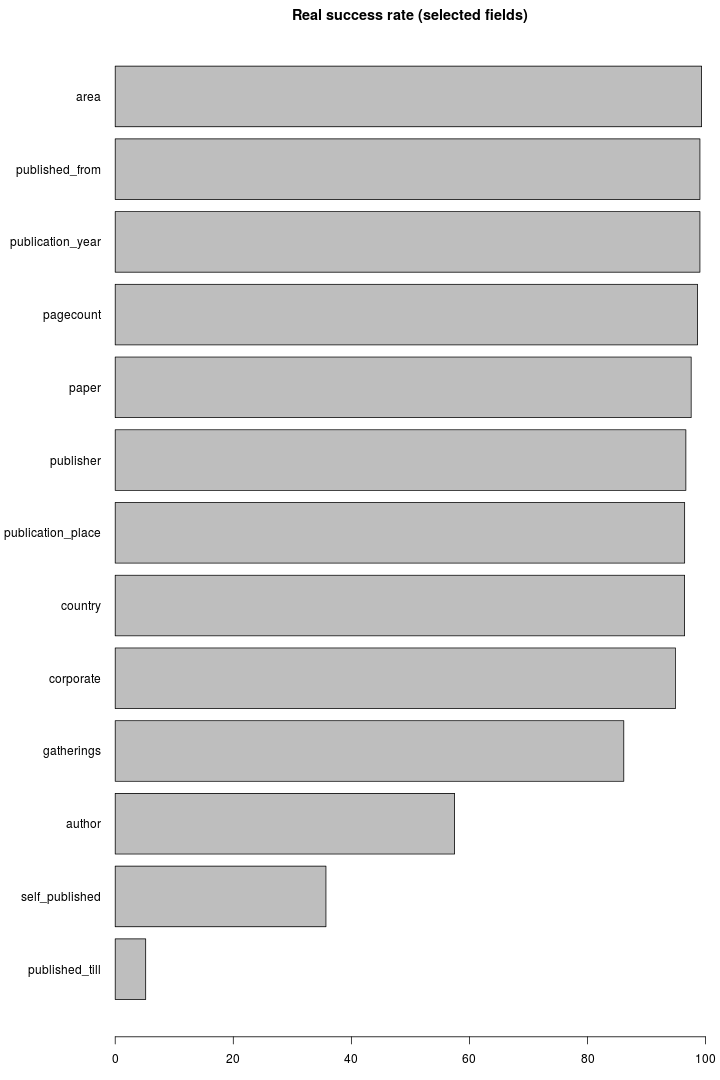 Real success rate (selected fields)
area
published_from
publication_year
pagecount
paper
publisher
publication_place
country
corporate
gatherings
author
self_published
published_till
0 20 40 60 80 100